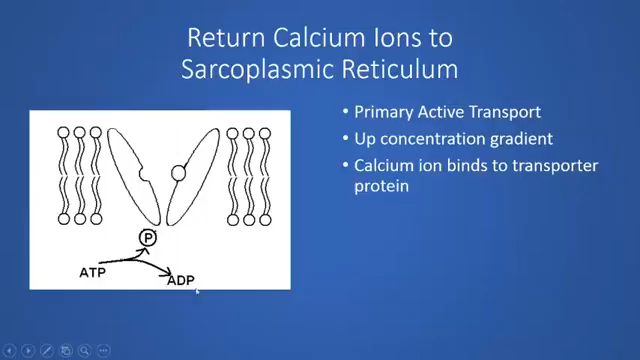 Return Calcium Ions to
Sarcoplasmic Reticulum
• Primary Active Transport
• Up concentration gradient
• Calcium ion binds to transporter
protein
P
ATP
ADP